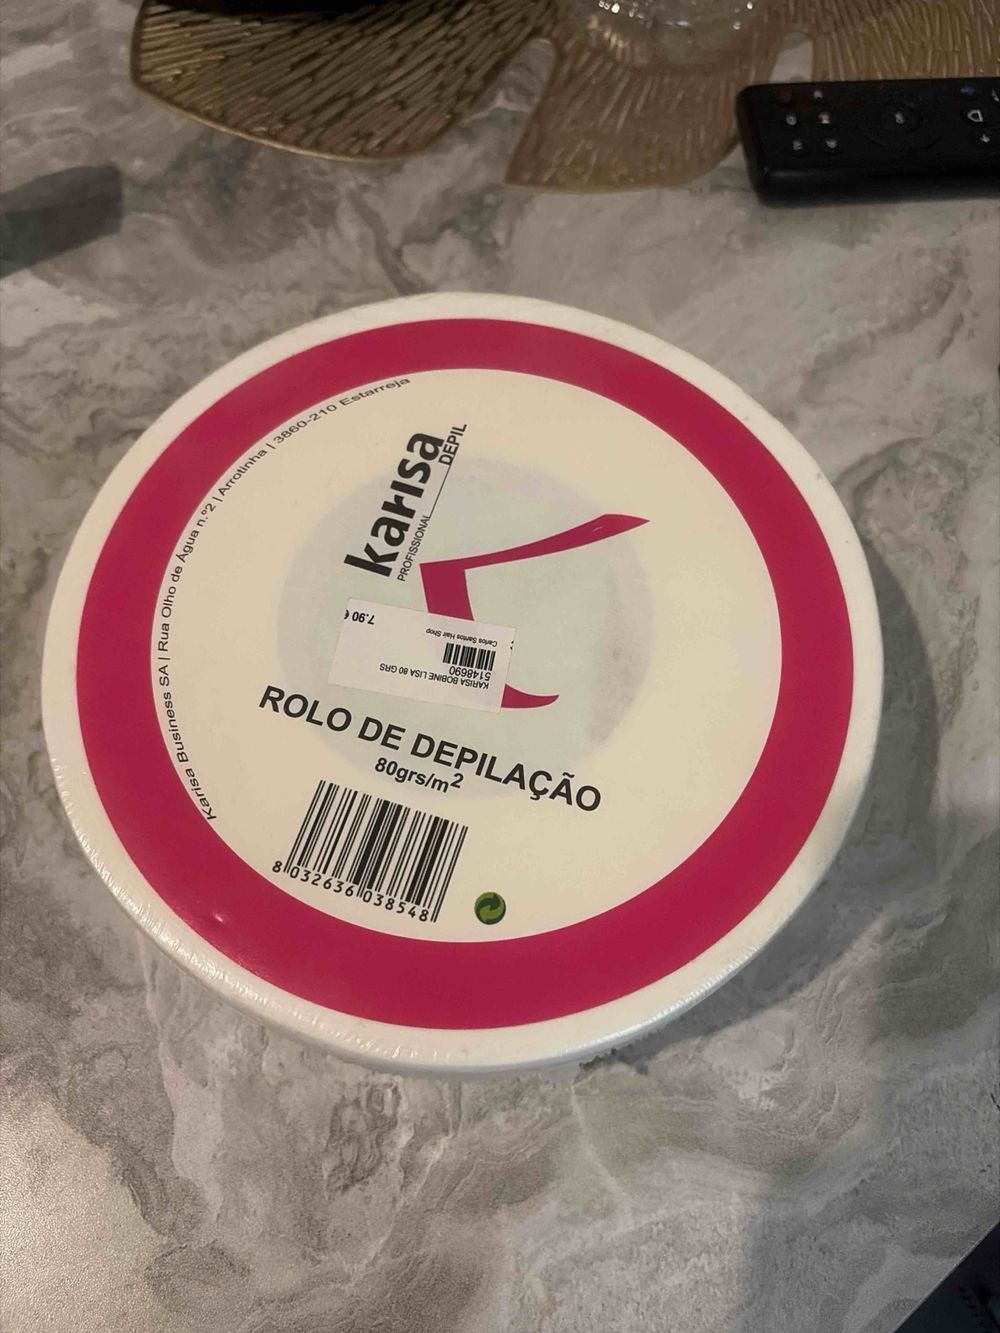 Karisa Business SA | Rua Olho de Água n.º2 | Arrotinha | 3860-210 Estarreja
karisa
PROFISSIONAL DEPIL
KARISA BOBINE LISA 80 GRS
5148690
Carlos Santos Hair Shop
7.90 €
ROLO DE DEPILAÇÃO
80grs/m²
8 032636 038548